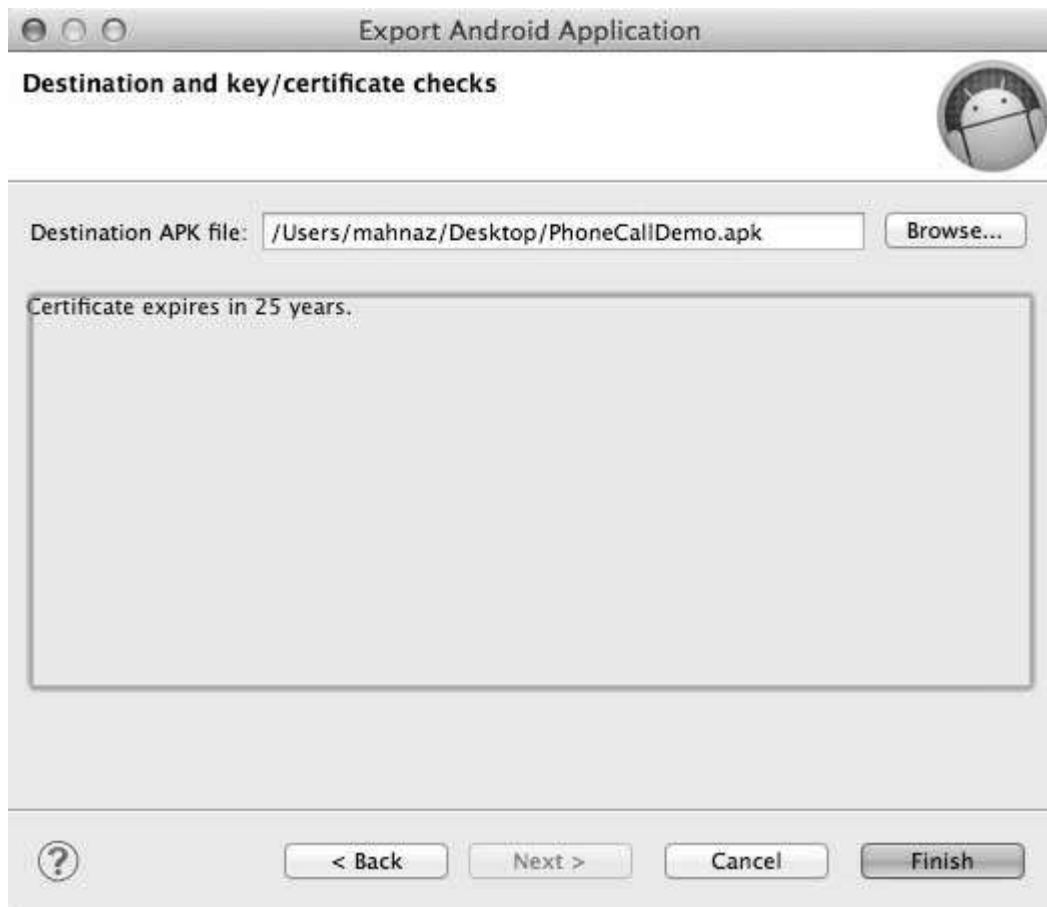 Export Android Application
Destination and key/certificate checks
Destination APK file: /Users/mahnaz/Desktop/PhoneCallDemo.apk Browse...
Certificate expires in 25 years.
? < Back Next > Cancel Finish